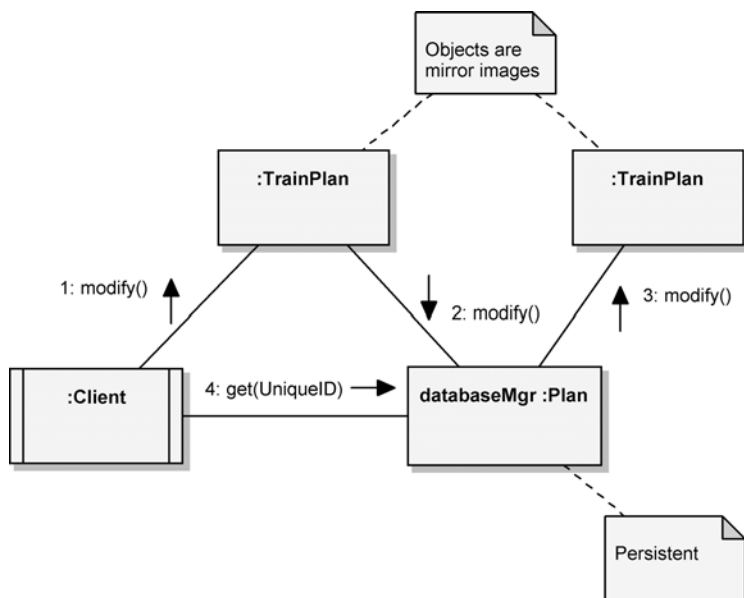 Objects are
mirror images
:TrainPlan
:TrainPlan
1: modify()
2: modify()
3: modify()
:Client
4: get(UniqueID)
databaseMgr :Plan
Persistent